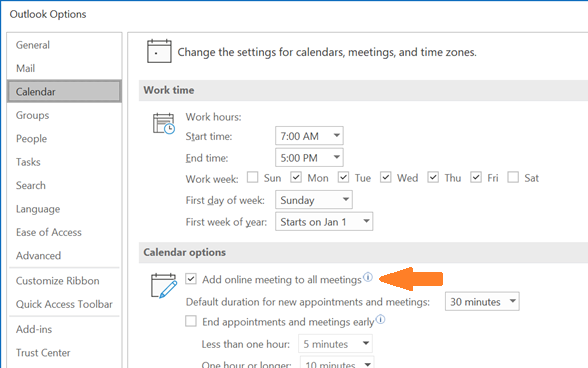 Outlook Options
General
Mail
Calendar
Groups
People
Tasks
Search
Language
Ease of Access
Advanced
Customize Ribbon
Quick Access Toolbar
Add-ins
Trust Center
Change the settings for calendars, meetings, and time zones.
Work time
Work hours:
Start time: 7:00 AM
End time: 5:00 PM
Work week: Sun Mon Tue Wed Thu Fri Sat
First day of week: Sunday
First week of year: Starts on Jan 1
Calendar options
Add online meeting to all meetings
Default duration for new appointments and meetings: 30 minutes
End appointments and meetings early
Less than one hour: 5 minutes
One hour or longer: 10 minutes